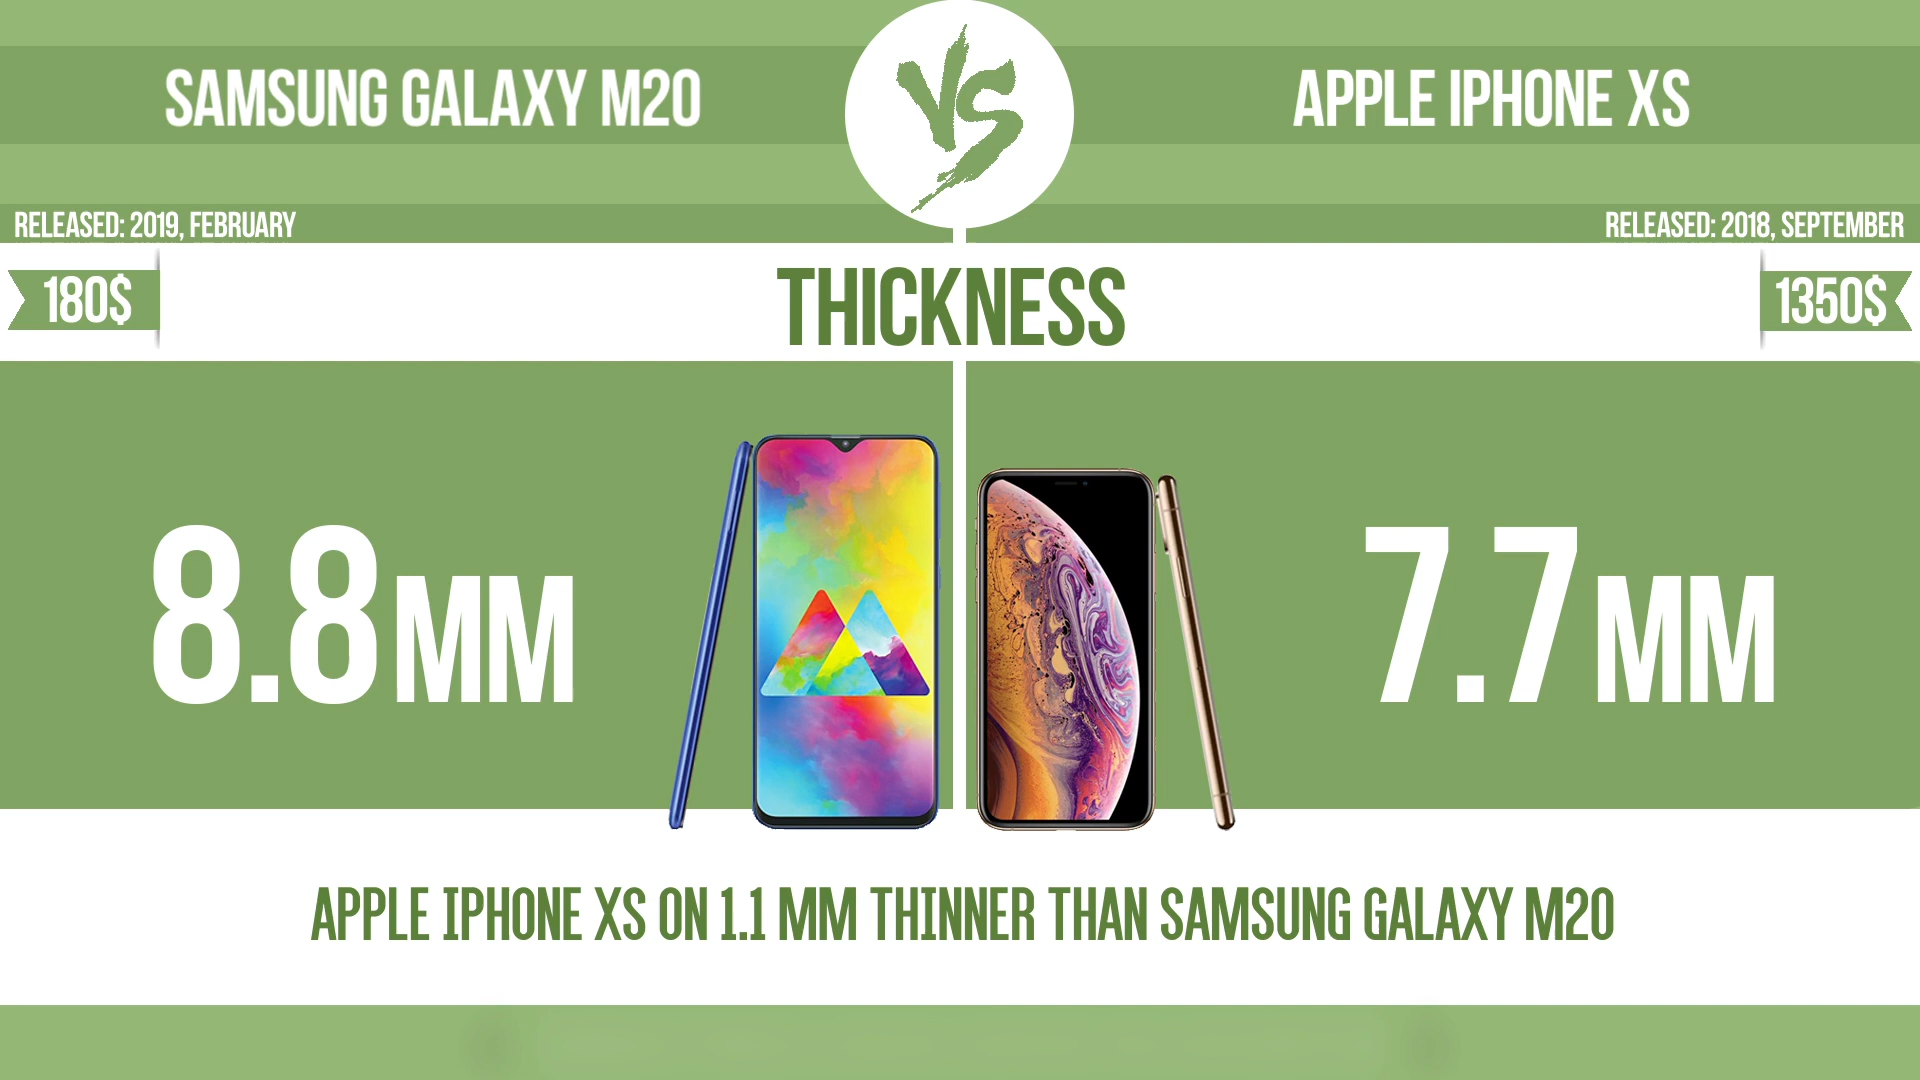 SAMSUNG GALAXY M20
VS
APPLE IPHONE XS
RELEASED: 2019, FEBRUARY
RELEASED: 2018, SEPTEMBER
180$
THICKNESS
1350$
8.8MM
7.7MM
APPLE IPHONE XS ON 1.1 MM THINNER THAN SAMSUNG GALAXY M20